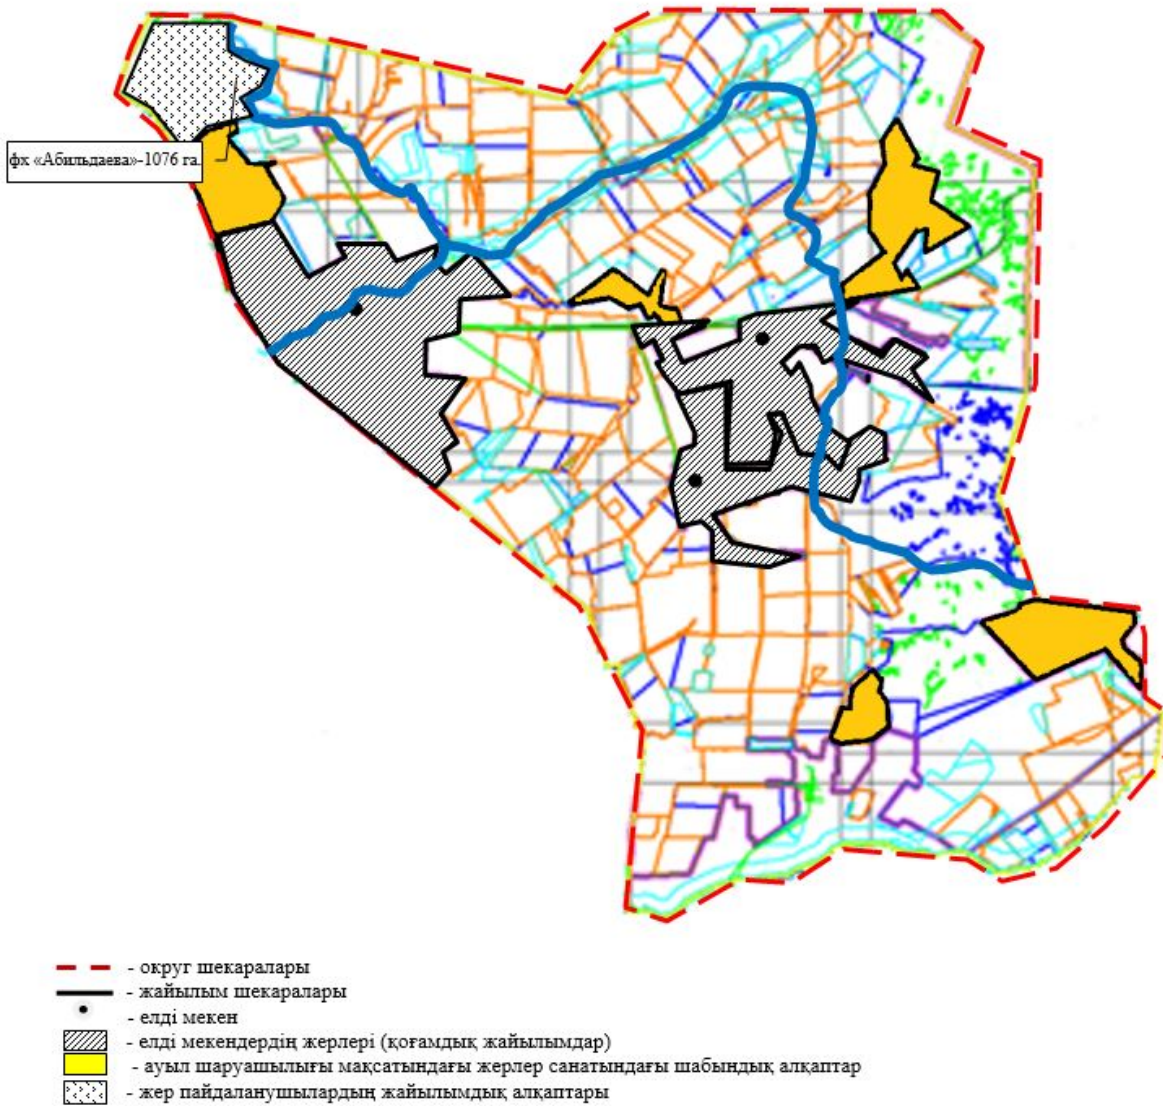 фх «Абильдаева»-1076 га.
- округ шекаралары
- жайылым шекаралары
- елді мекен
- елді мекендердің жерлері (қоғамдық жайылымдар)
- ауыл шаруашылығы мақсатындағы жерлер санатындағы шабындық алқаптар
- жер пайдаланушылардың жайылымдық алқаптары